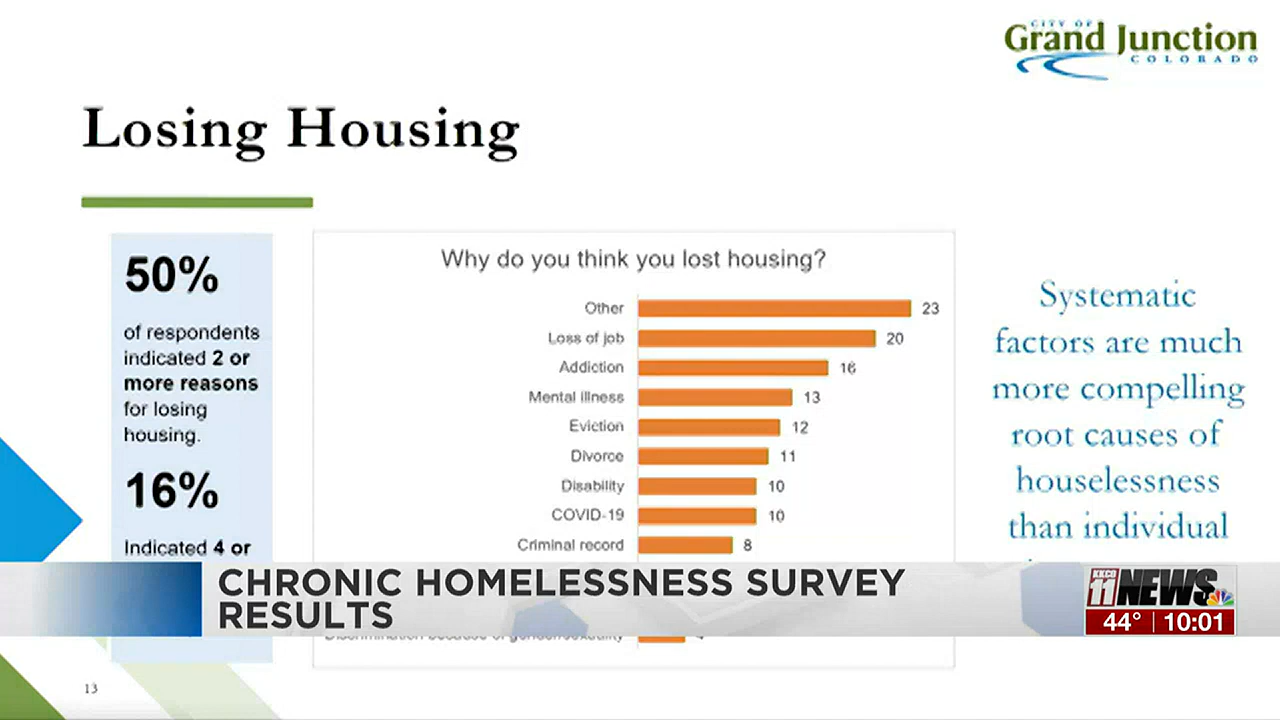 CITY OF
Grand Junction
COLORADO
Losing Housing
50%
of respondents
indicated 2 or
more reasons
for losing
housing.
16%
Indicated 4 or
Why do you think you lost housing?
Other 23
Loss of job 20
Addiction 16
Mental illness 13
Eviction 12
Divorce 11
Disability 10
COVID-19 10
Criminal record 8
Systematic
factors are much
more compelling
root causes of
houselessness
than individual
CHRONIC HOMELESSNESS SURVEY
RESULTS
KKCO
11 NEWS
44° 10:01
13